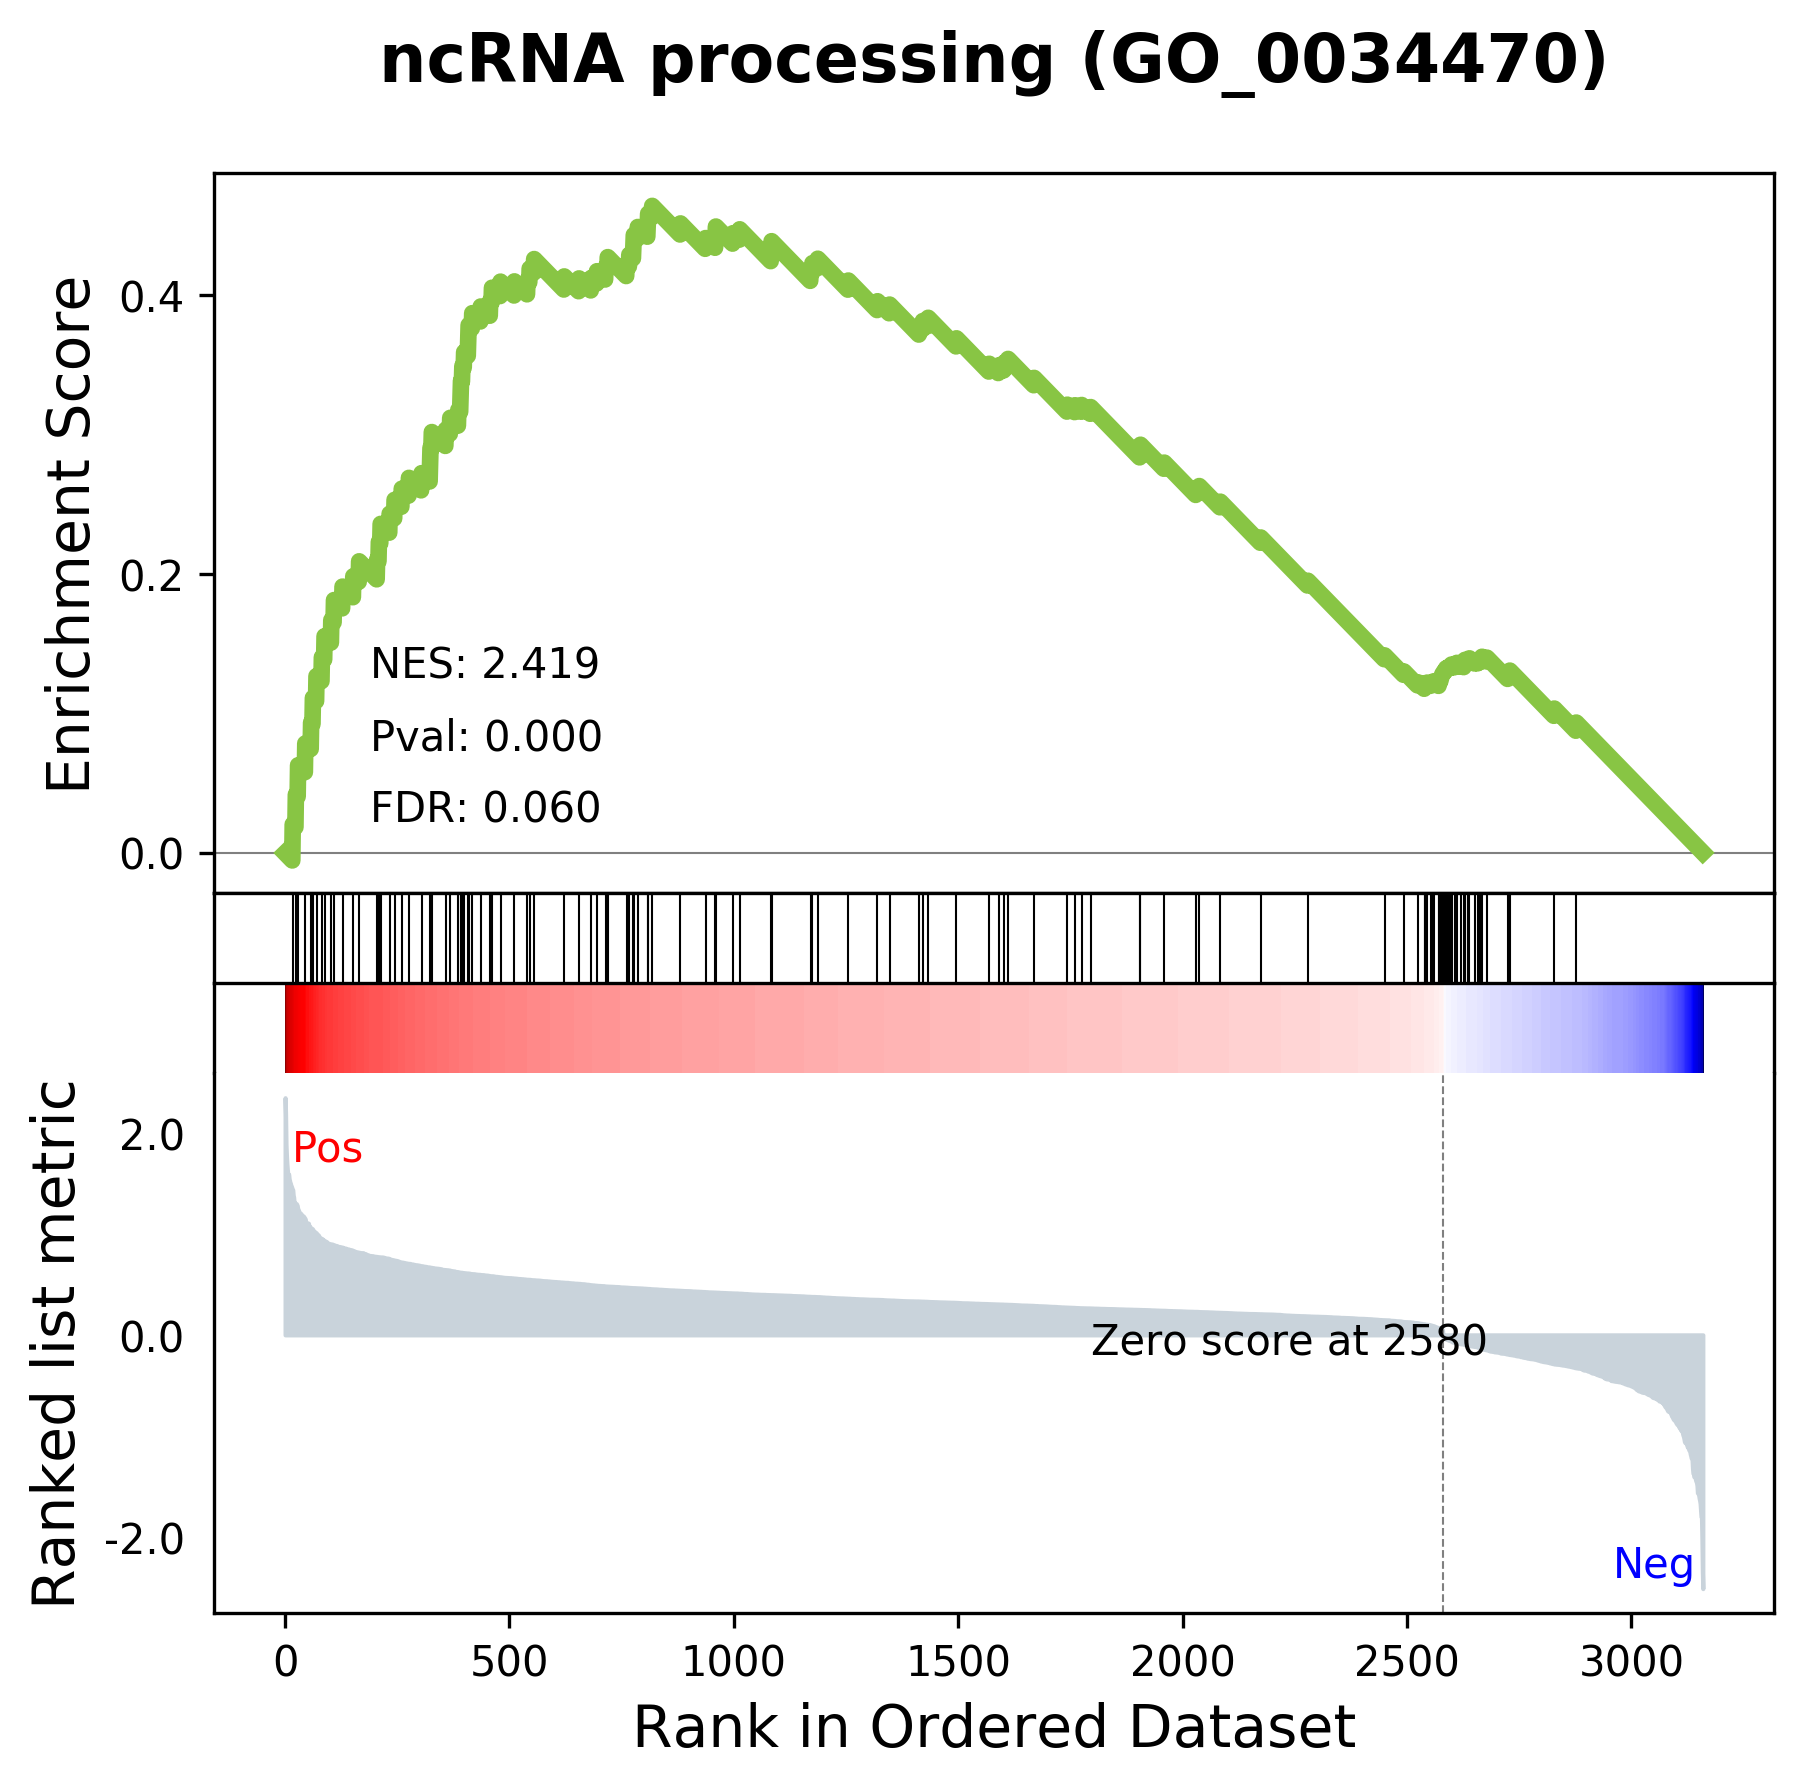 ncRNA processing (GO_0034470)
Enrichment Score
0.4
0.2
0.0
NES: 2.419
Pval: 0.000
FDR: 0.060
Ranked list metric
2.0
0.0
-2.0
Pos
Zero score at 2580
Neg
0 500 1000 1500 2000 2500 3000
Rank in Ordered Dataset